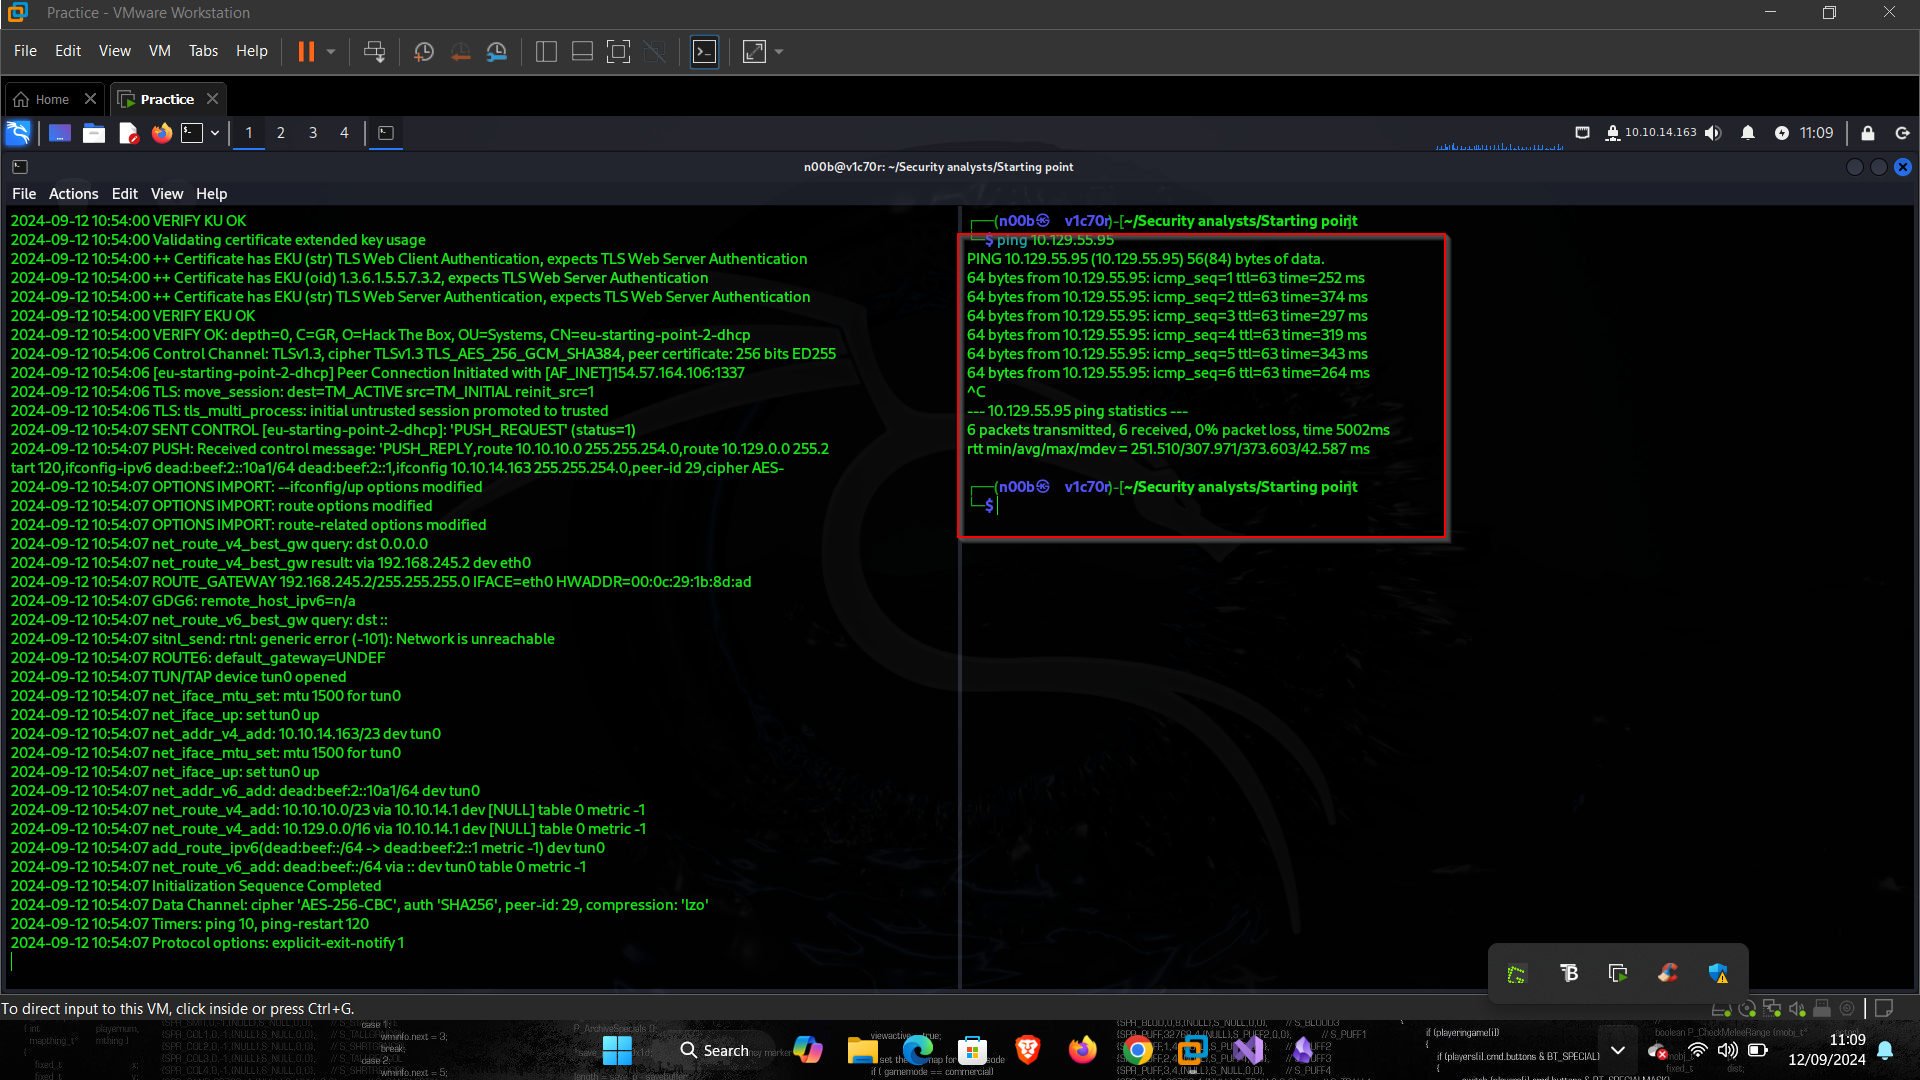 Practice - VMware Workstation
File Edit View VM Tabs Help
Home
Practice
1 2 3 4
10.10.14.163
11:09
n00b@v1c70r: ~/Security analysts/Starting point
File Actions Edit View Help
2024-09-12 10:54:00 VERIFY KU OK
2024-09-12 10:54:00 Validating certificate extended key usage
2024-09-12 10:54:00 ++ Certificate has EKU (str) TLS Web Client Authentication, expects TLS Web Server Authentication
2024-09-12 10:54:00 ++ Certificate has EKU (oid) 1.3.6.1.5.5.7.3.2, expects TLS Web Server Authentication
2024-09-12 10:54:00 ++ Certificate has EKU (str) TLS Web Server Authentication, expects TLS Web Server Authentication
2024-09-12 10:54:00 VERIFY EKU OK
2024-09-12 10:54:00 VERIFY OK: depth=0, C=GR, O=Hack The Box, OU=Systems, CN=eu-starting-point-2-dhcp
2024-09-12 10:54:06 Control Channel: TLSv1.3, cipher TLSv1.3 TLS_AES_256_GCM_SHA384, peer certificate: 256 bits ED255
2024-09-12 10:54:06 [eu-starting-point-2-dhcp] Peer Connection Initiated with [AF_INET]154.57.164.106:1337
2024-09-12 10:54:06 TLS: move_session: dest=TM_ACTIVE src=TM_INITIAL reinit_src=1
2024-09-12 10:54:06 TLS: tls_multi_process: initial untrusted session promoted to trusted
2024-09-12 10:54:07 SENT CONTROL [eu-starting-point-2-dhcp]: 'PUSH_REQUEST' (status=1)
2024-09-12 10:54:07 PUSH: Received control message: 'PUSH_REPLY,route 10.10.10.0 255.255.254.0,route 10.129.0.0 255.2
tart 120,ifconfig-ipv6 dead:beef:2::10a1/64 dead:beef:2::1,ifconfig 10.10.14.163 255.255.254.0,peer-id 29,cipher AES-
2024-09-12 10:54:07 OPTIONS IMPORT: --ifconfig/up options modified
2024-09-12 10:54:07 OPTIONS IMPORT: route options modified
2024-09-12 10:54:07 OPTIONS IMPORT: route-related options modified
2024-09-12 10:54:07 net_route_v4_best_gw query: dst 0.0.0.0
2024-09-12 10:54:07 net_route_v4_best_gw result: via 192.168.245.2 dev eth0
2024-09-12 10:54:07 ROUTE_GATEWAY 192.168.245.2/255.255.255.0 IFACE=eth0 HWADDR=00:0c:29:1b:8d:ad
2024-09-12 10:54:07 GDG6: remote_host_ipv6=n/a
2024-09-12 10:54:07 net_route_v6_best_gw query: dst ::
2024-09-12 10:54:07 sitnl_send: rtnl: generic error (-101): Network is unreachable
2024-09-12 10:54:07 ROUTE6: default_gateway=UNDEF
2024-09-12 10:54:07 TUN/TAP device tun0 opened
2024-09-12 10:54:07 net_iface_mtu_set: mtu 1500 for tun0
2024-09-12 10:54:07 net_iface_up: set tun0 up
2024-09-12 10:54:07 net_addr_v4_add: 10.10.14.163/23 dev tun0
2024-09-12 10:54:07 net_iface_mtu_set: mtu 1500 for tun0
2024-09-12 10:54:07 net_iface_up: set tun0 up
2024-09-12 10:54:07 net_addr_v6_add: dead:beef:2::10a1/64 dev tun0
2024-09-12 10:54:07 net_route_v4_add: 10.10.10.0/23 via 10.10.14.1 dev [NULL] table 0 metric -1
2024-09-12 10:54:07 net_route_v4_add: 10.129.0.0/16 via 10.10.14.1 dev [NULL] table 0 metric -1
2024-09-12 10:54:07 add_route_ipv6(dead:beef::/64 -> dead:beef:2::1 metric -1) dev tun0
2024-09-12 10:54:07 net_route_v6_add: dead:beef::/64 via :: dev tun0 table 0 metric -1
2024-09-12 10:54:07 Initialization Sequence Completed
2024-09-12 10:54:07 Data Channel: cipher 'AES-256-CBC', auth 'SHA256', peer-id: 29, compression: 'lzo'
2024-09-12 10:54:07 Timers: ping 10, ping-restart 120
2024-09-12 10:54:07 Protocol options: explicit-exit-notify 1
(n00b㉿v1c70r)-[~/Security analysts/Starting point]
$ ping 10.129.55.95
PING 10.129.55.95 (10.129.55.95) 56(84) bytes of data.
64 bytes from 10.129.55.95: icmp_seq=1 ttl=63 time=252 ms
64 bytes from 10.129.55.95: icmp_seq=2 ttl=63 time=374 ms
64 bytes from 10.129.55.95: icmp_seq=3 ttl=63 time=297 ms
64 bytes from 10.129.55.95: icmp_seq=4 ttl=63 time=319 ms
64 bytes from 10.129.55.95: icmp_seq=5 ttl=63 time=343 ms
64 bytes from 10.129.55.95: icmp_seq=6 ttl=63 time=264 ms
^C
--- 10.129.55.95 ping statistics ---
6 packets transmitted, 6 received, 0% packet loss, time 5002ms
rtt min/avg/max/mdev = 251.510/307.971/373.603/42.587 ms
(n00b㉿v1c70r)-[~/Security analysts/Starting point]
$
To direct input to this VM, click inside or press Ctrl+G.
case 1:
wminfo.next = 3;
break;
case 2:
wminfo.next = 5;
Search
if (playeringame[i])
11:09
12/09/2024